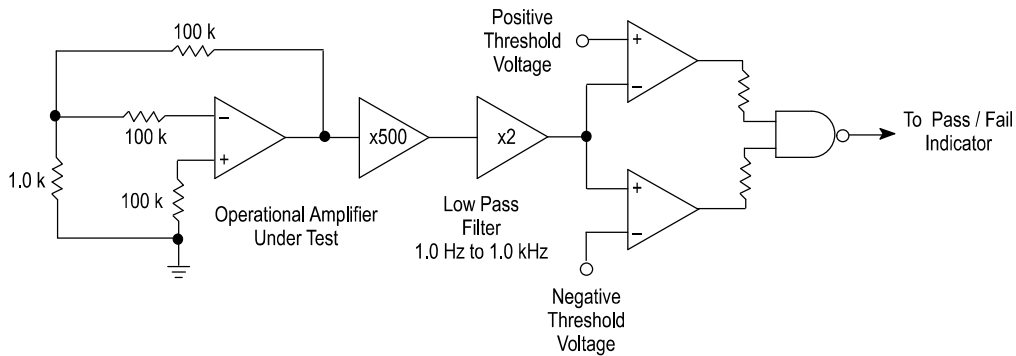 100 k
100 k
−
+
1.0 k
100 k
Operational Amplifier
Under Test
x500
x2
Low Pass
Filter
1.0 Hz to 1.0 kHz
Positive
Threshold
Voltage
+
−
+
−
Negative
Threshold
Voltage
To Pass / Fail
Indicator